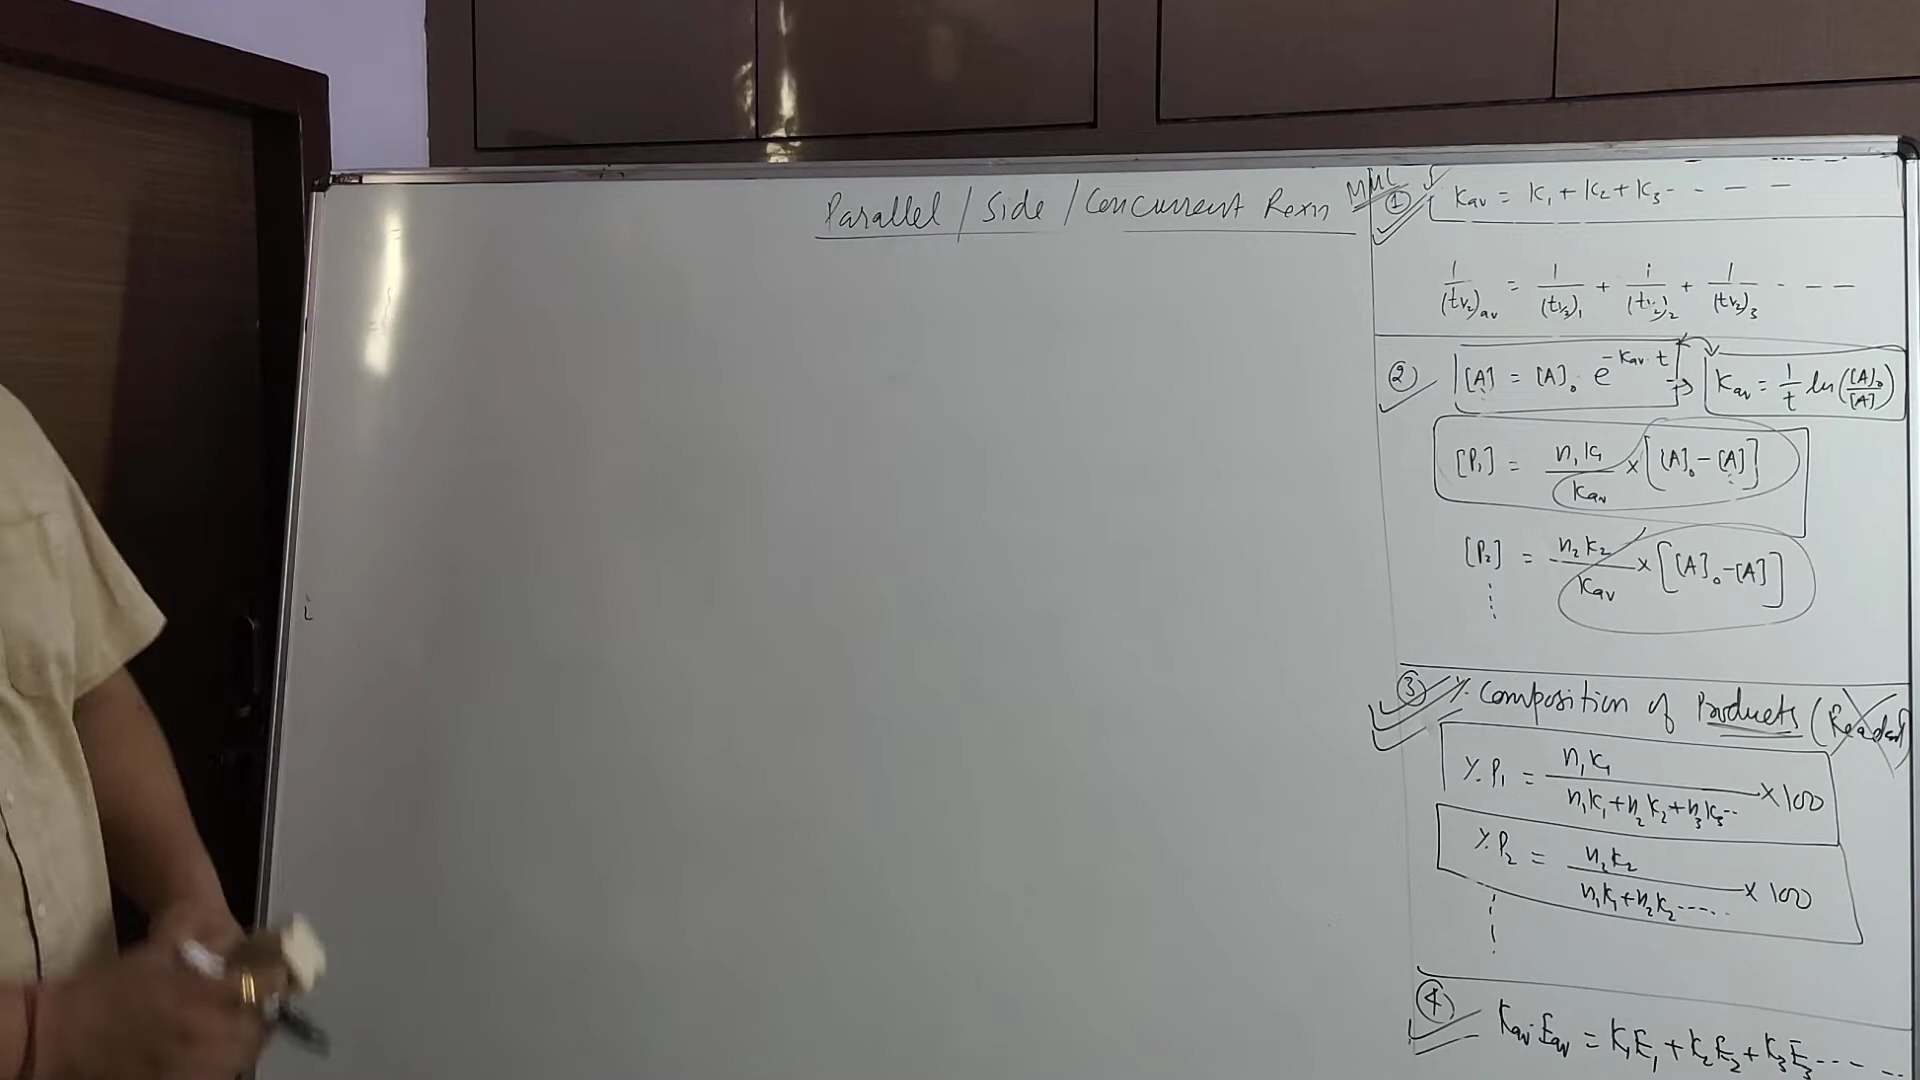 Parallel / Side / Concurrent Rexn
① Kav = K₁ + K₂ + K₃ - - - -
1/(t½)av = 1/(t½)₁ + 1/(t½)₂ + 1/(t½)₃ - - - -
② [A] = [A]₀ e^(-Kav·t) → Kav = 1/t ln([A]₀/[A])
[P₁] = n₁K₁/Kav × [[A]₀ - [A]]
[P₂] = n₂K₂/Kav × [[A]₀ - [A]]
③ % Composition of Products
% P₁ = n₁K₁/(n₁K₁ + n₂K₂ + n₃K₃...) × 100
% P₂ = n₂K₂/(n₁K₁ + n₂K₂ .....) × 100
④ Kav·Eav = K₁E₁ + K₂E₂ + K₃E₃ - - - - -